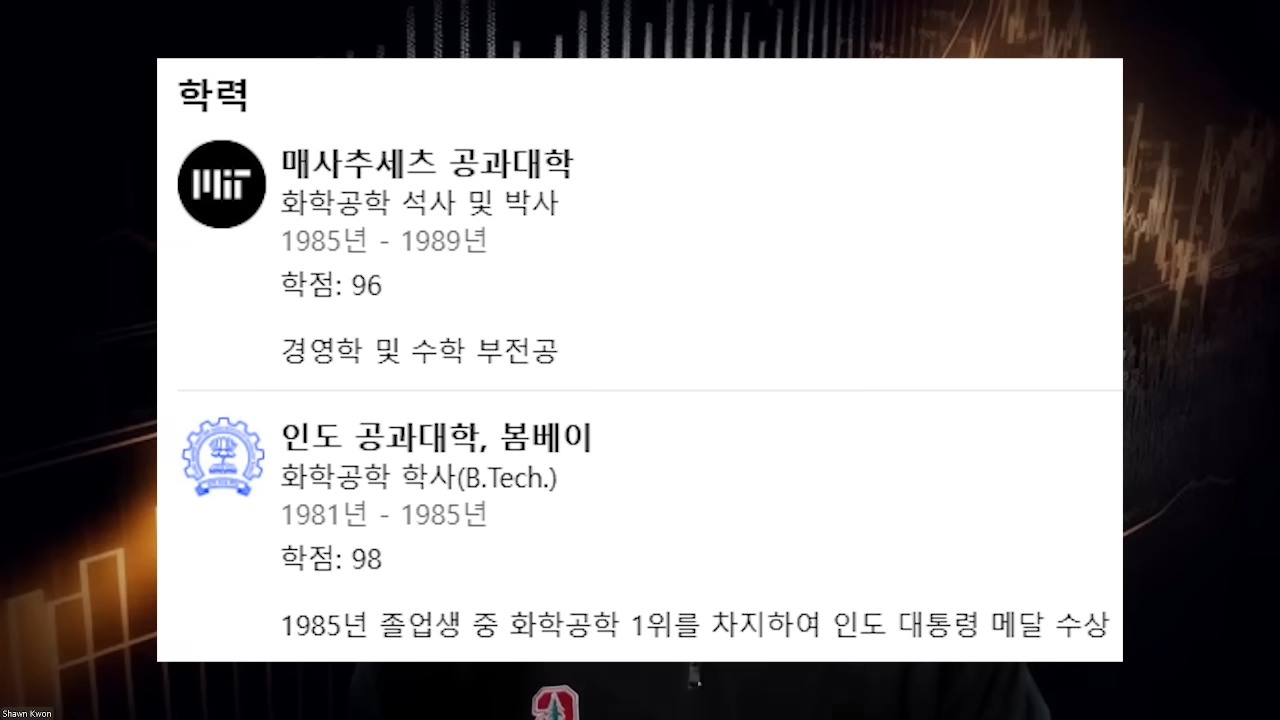 학력
MIT
매사추세츠 공과대학
화학공학 석사 및 박사
1985년 - 1989년
학점: 96
경영학 및 수학 부전공
인도 공과대학, 봄베이
화학공학 학사(B.Tech.)
1981년 - 1985년
학점: 98
1985년 졸업생 중 화학공학 1위를 차지하여 인도 대통령 메달 수상
Shawn Kwon